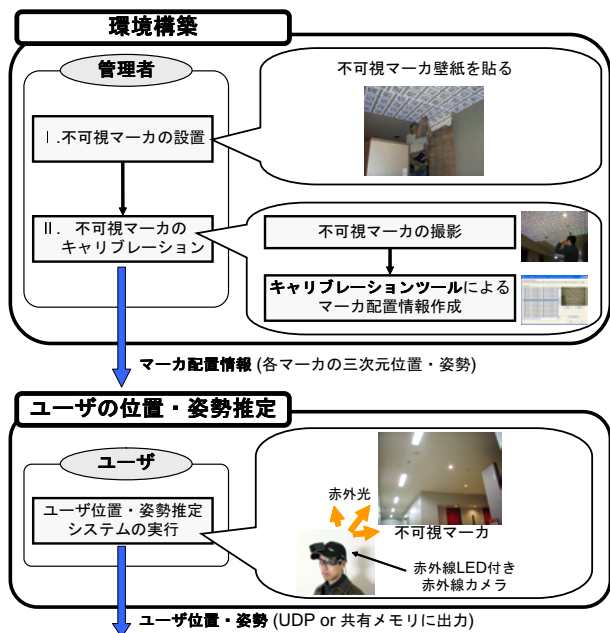 環境構築
管理者
Ⅰ.不可視マーカの設置
Ⅱ. 不可視マーカの
キャリブレーション
不可視マーカ壁紙を貼る
不可視マーカの撮影
キャリブレーションツールによる
マーカ配置情報作成
マーカ配置情報 (各マーカの三次元位置・姿勢)
ユーザの位置・姿勢推定
ユーザ
ユーザ位置・姿勢推定
システムの実行
赤外光
不可視マーカ
赤外線LED付き
赤外線カメラ
ユーザ位置・姿勢 (UDP or 共有メモリに出力)